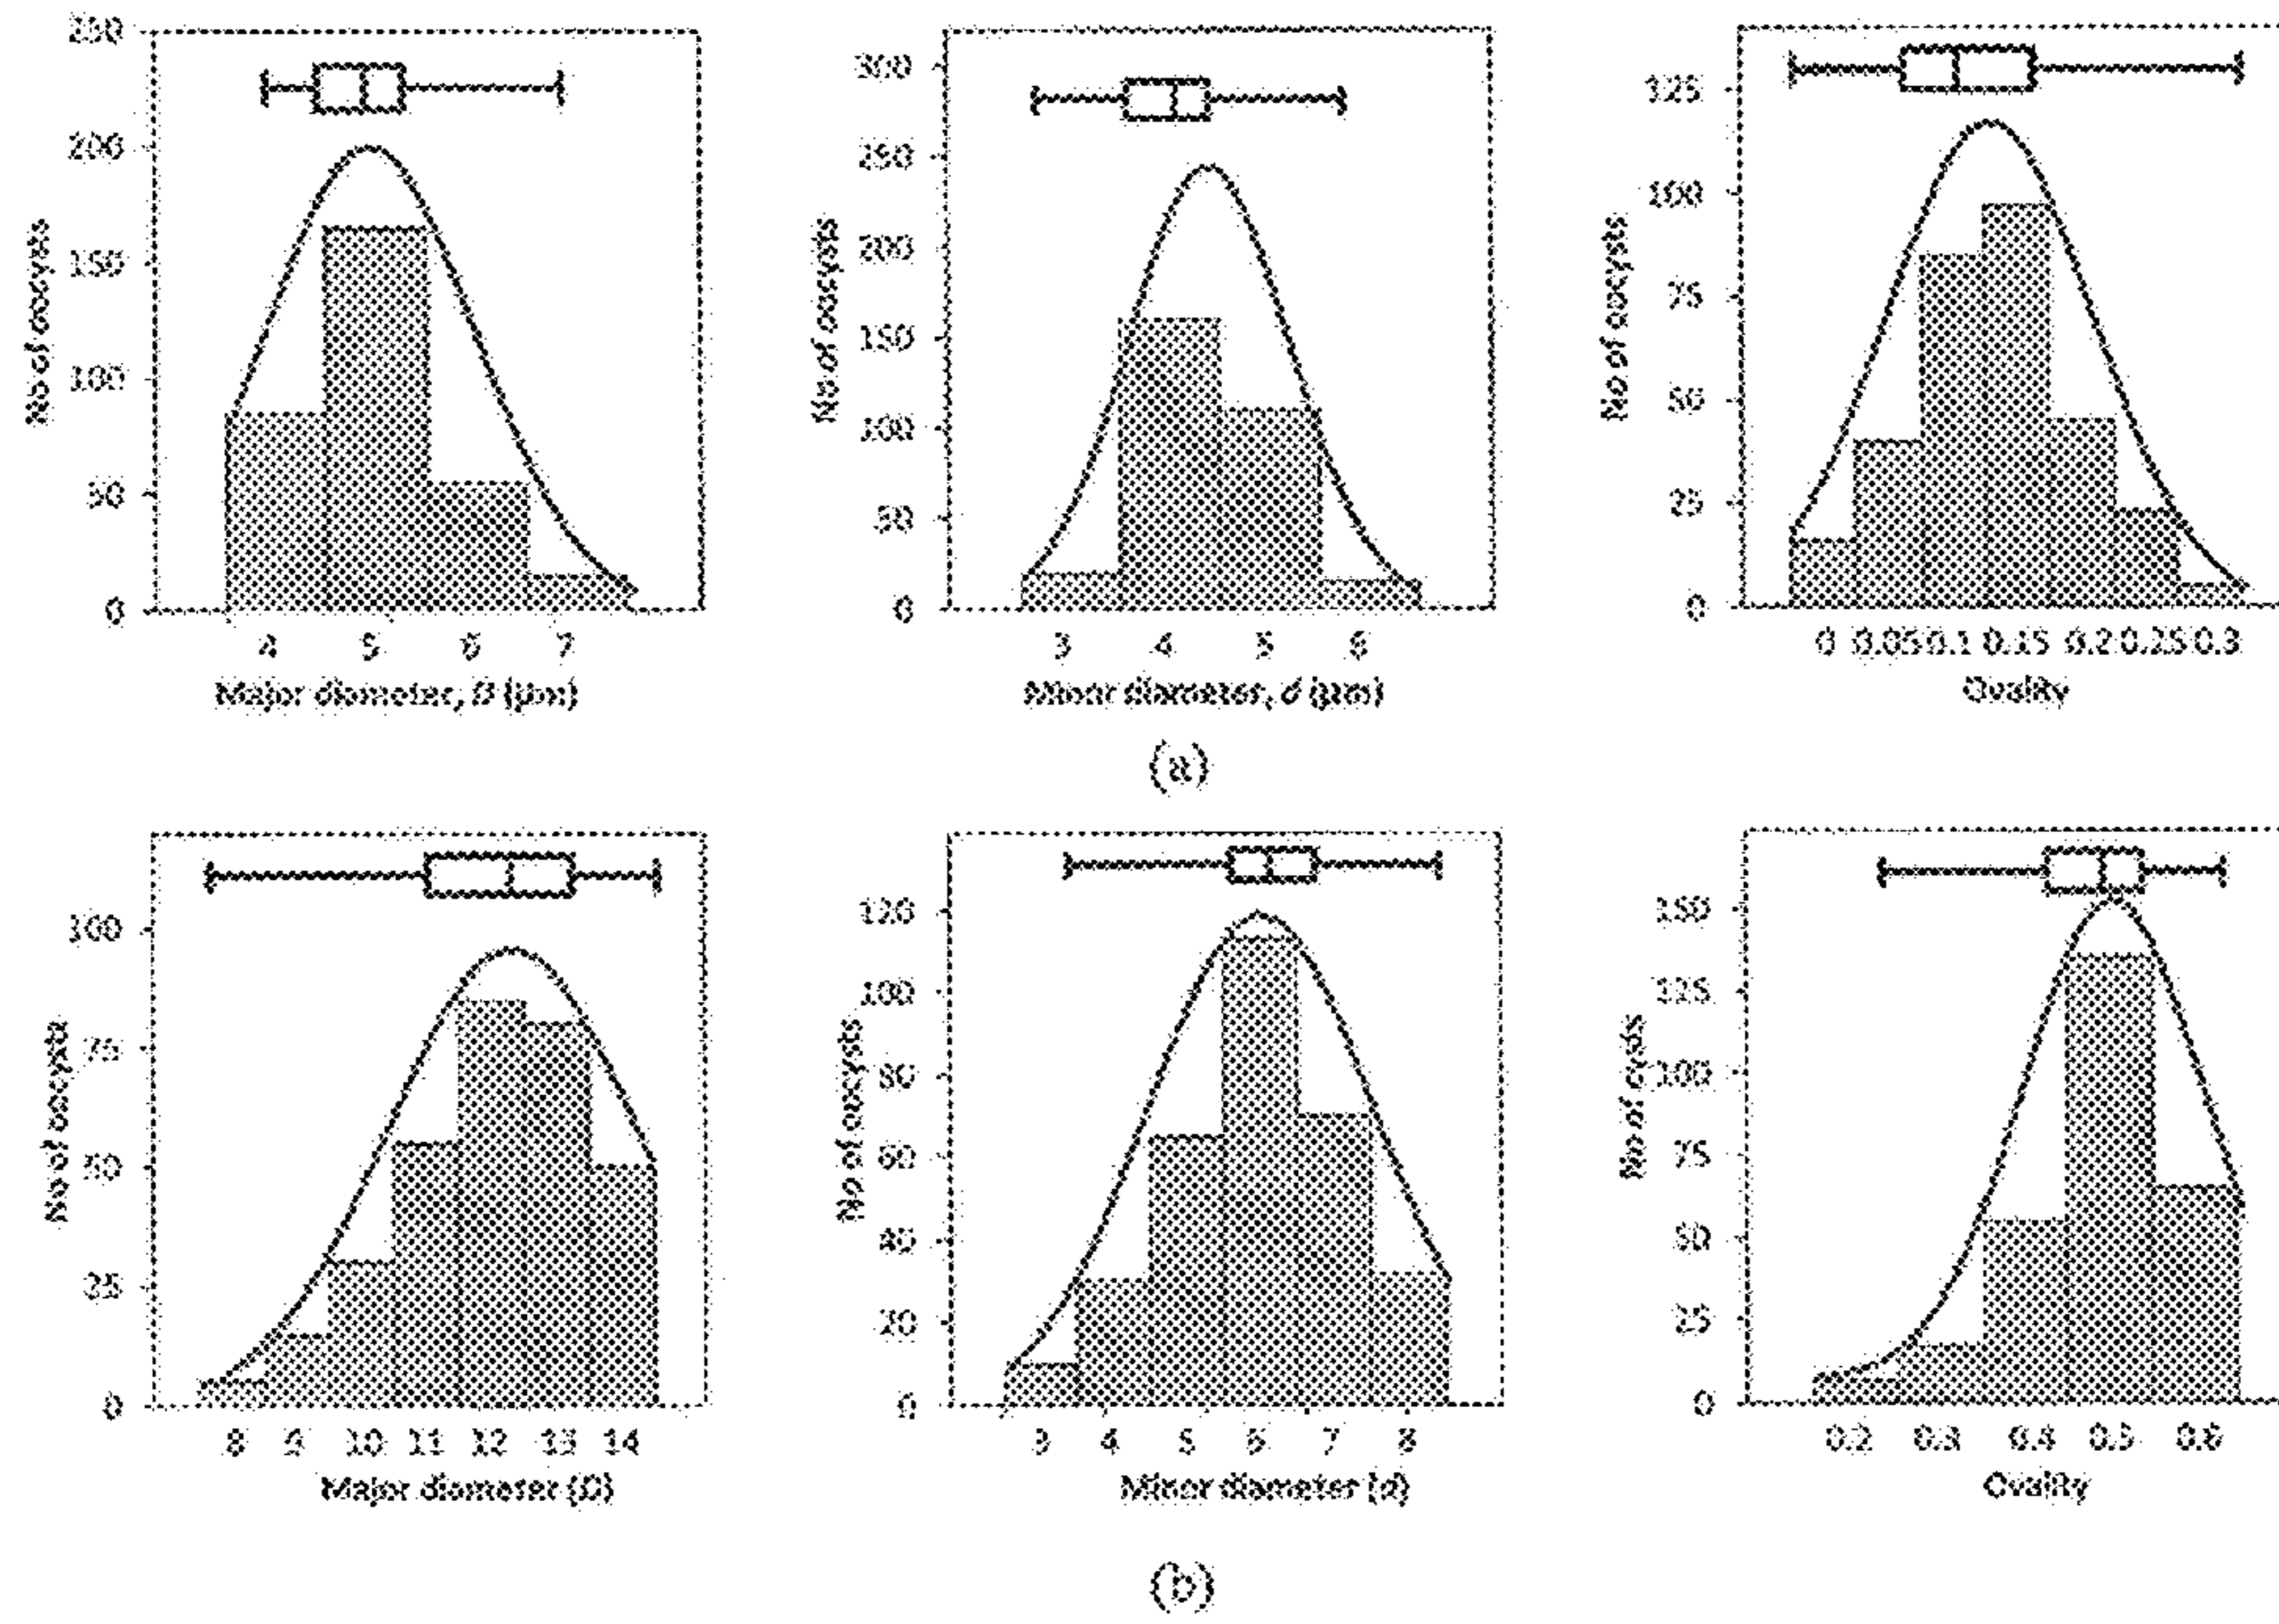 250
200
150
100
50
0
No of oocysts
4 5 6 7
Major diameter, D (μm)
300
250
200
150
100
50
0
No of oocysts
3 4 5 6
Minor diameter, d (μm)
125
100
75
50
25
0
No of oocysts
0 0.05 0.1 0.15 0.2 0.25 0.3
Ovality
(a)
100
75
50
25
0
No of oocysts
8 9 10 11 12 13 14
Major diameter (D)
120
100
80
60
40
20
0
No of oocysts
3 4 5 6 7 8
Minor diameter (d)
150
125
100
75
50
25
0
No of cysts
0.2 0.3 0.4 0.5 0.6
Ovality
(b)